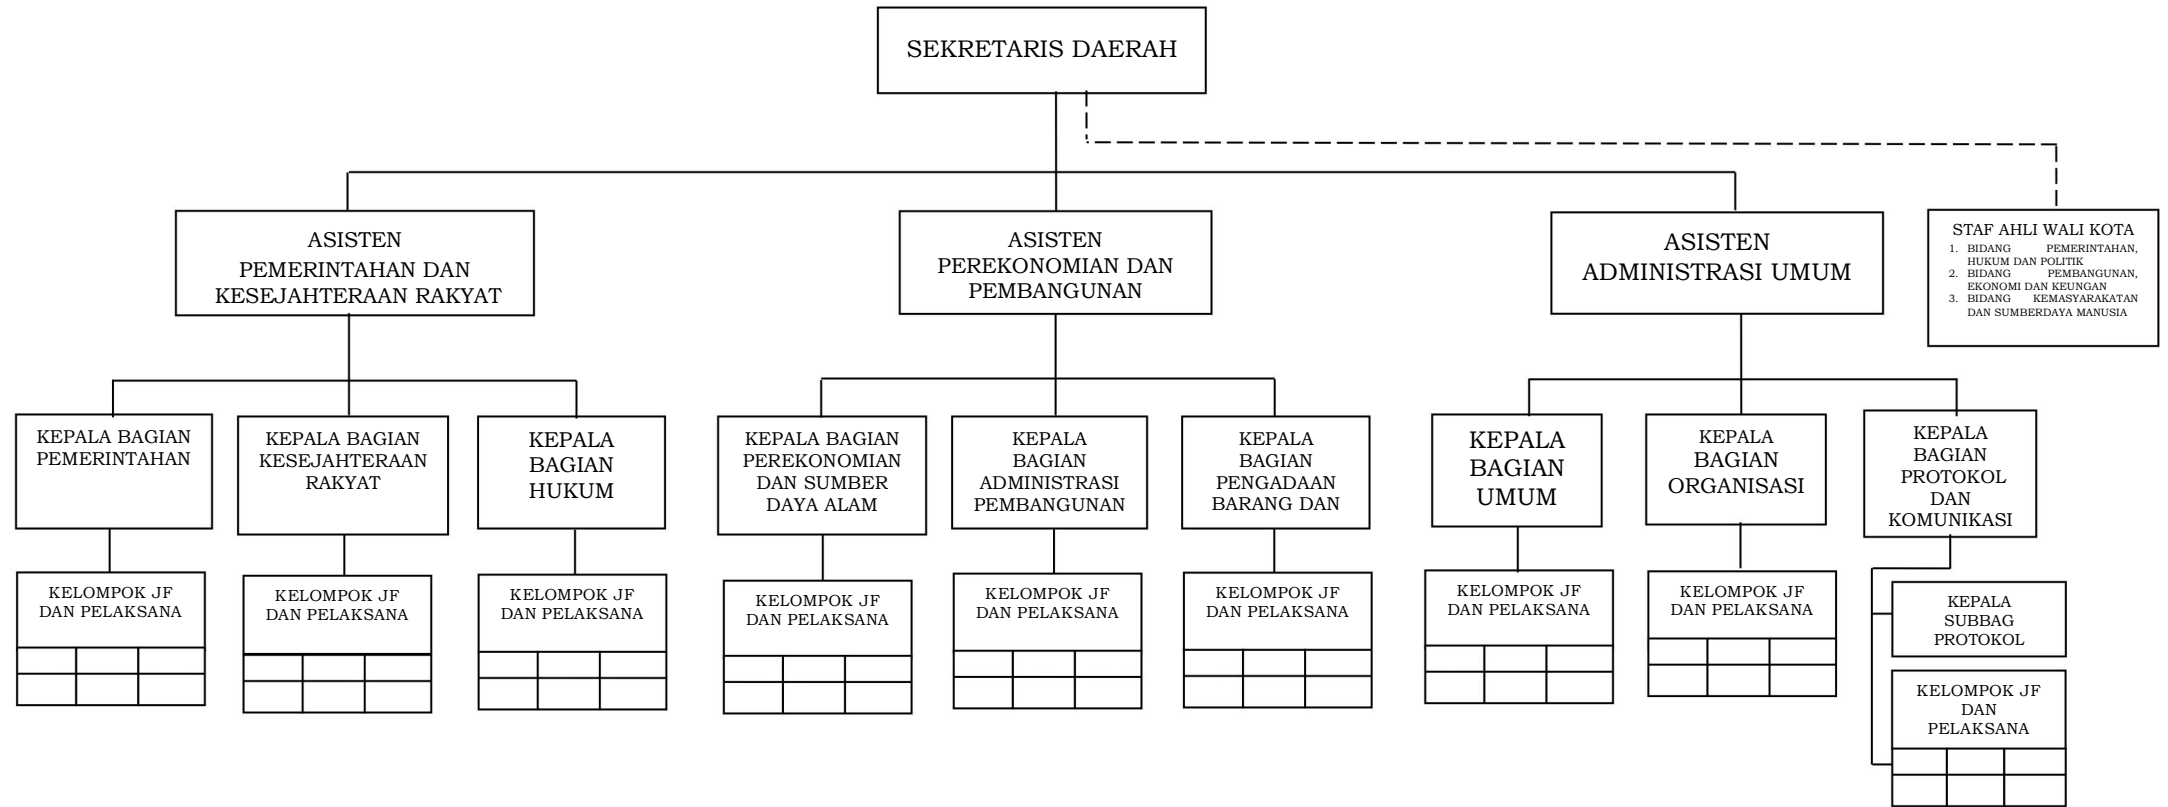 SEKRETARIS DAERAH
ASISTEN
PEMERINTAHAN DAN
KESEJAHTERAAN RAKYAT
ASISTEN
PEREKONOMIAN DAN
PEMBANGUNAN
ASISTEN
ADMINISTRASI UMUM
STAF AHLI WALI KOTA
1. BIDANG PEMERINTAHAN,
HUKUM DAN POLITIK
2. BIDANG PEMBANGUNAN,
EKONOMI DAN KEUNGAN
3. BIDANG KEMASYARAKATAN
DAN SUMBERDAYA MANUSIA
KEPALA BAGIAN
PEMERINTAHAN
KEPALA BAGIAN
KESEJAHTERAAN
RAKYAT
KEPALA
BAGIAN
HUKUM
KEPALA BAGIAN
PEREKONOMIAN
DAN SUMBER
DAYA ALAM
KEPALA
BAGIAN
ADMINISTRASI
PEMBANGUNAN
KEPALA
BAGIAN
PENGADAAN
BARANG DAN
KEPALA
BAGIAN
UMUM
KEPALA
BAGIAN
ORGANISASI
KEPALA
BAGIAN
PROTOKOL
DAN
KOMUNIKASI
KELOMPOK JF
DAN PELAKSANA
KELOMPOK JF
DAN PELAKSANA
KELOMPOK JF
DAN PELAKSANA
KELOMPOK JF
DAN PELAKSANA
KELOMPOK JF
DAN PELAKSANA
KELOMPOK JF
DAN PELAKSANA
KELOMPOK JF
DAN PELAKSANA
KELOMPOK JF
DAN PELAKSANA
KEPALA
SUBBAG
PROTOKOL
KELOMPOK JF
DAN
PELAKSANA